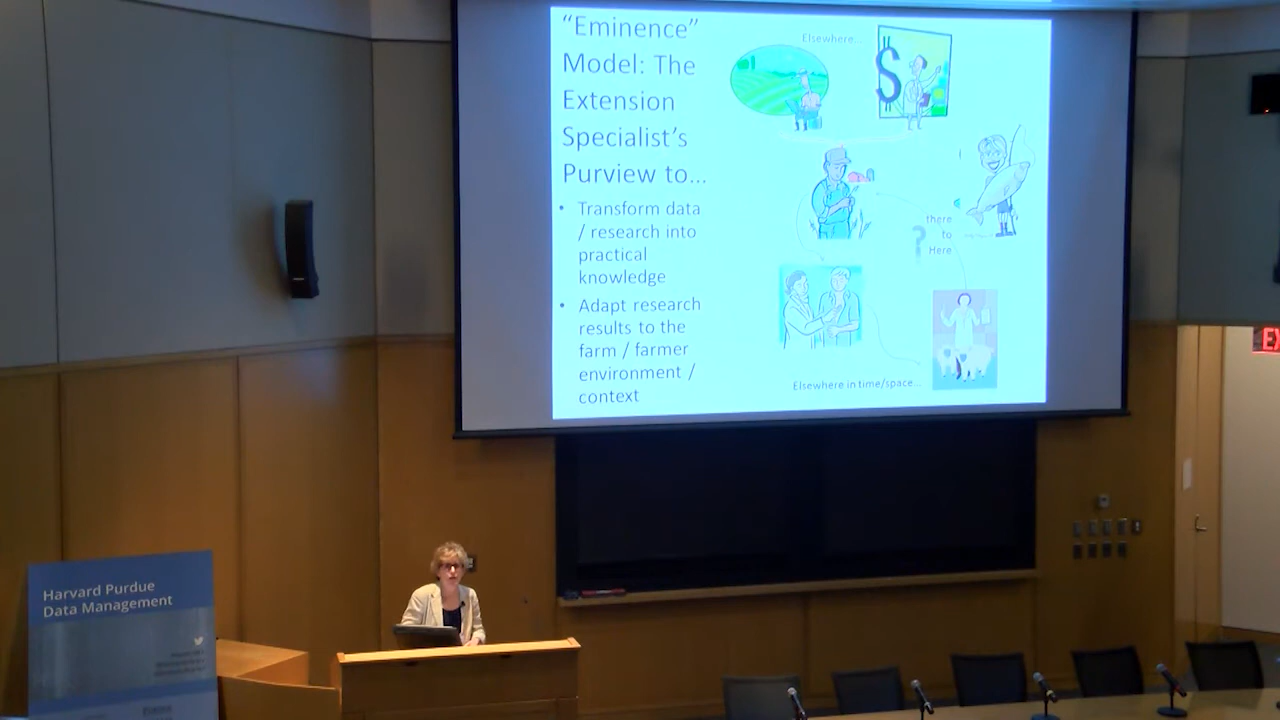 “Eminence”
Model: The
Extension
Specialist’s
Purview to...
• Transform data
/ research into
practical
knowledge
• Adapt research
results to the
farm / farmer
environment /
context
Elsewhere...
S
there
to
Here
?
Elsewhere in time/space...
Harvard Purdue
Data Management
EX